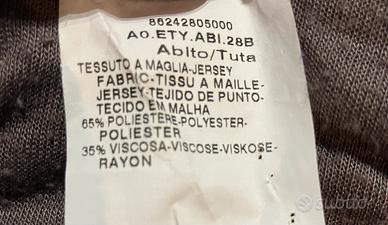 86242805000
Ao.ETY.ABI.28B
Abito/Tuta
TESSUTO A MAGLIA-JERSEY
FABRIC-TISSU A MAILLE-
JERSEY-TEJIDO DE PUNTO-
TECIDO EM MALHA
65% POLIESTERE-POLYESTER-
POLIESTER
35% VISCOSA-VISCOSE-VISKOSE-
RAYON
subito